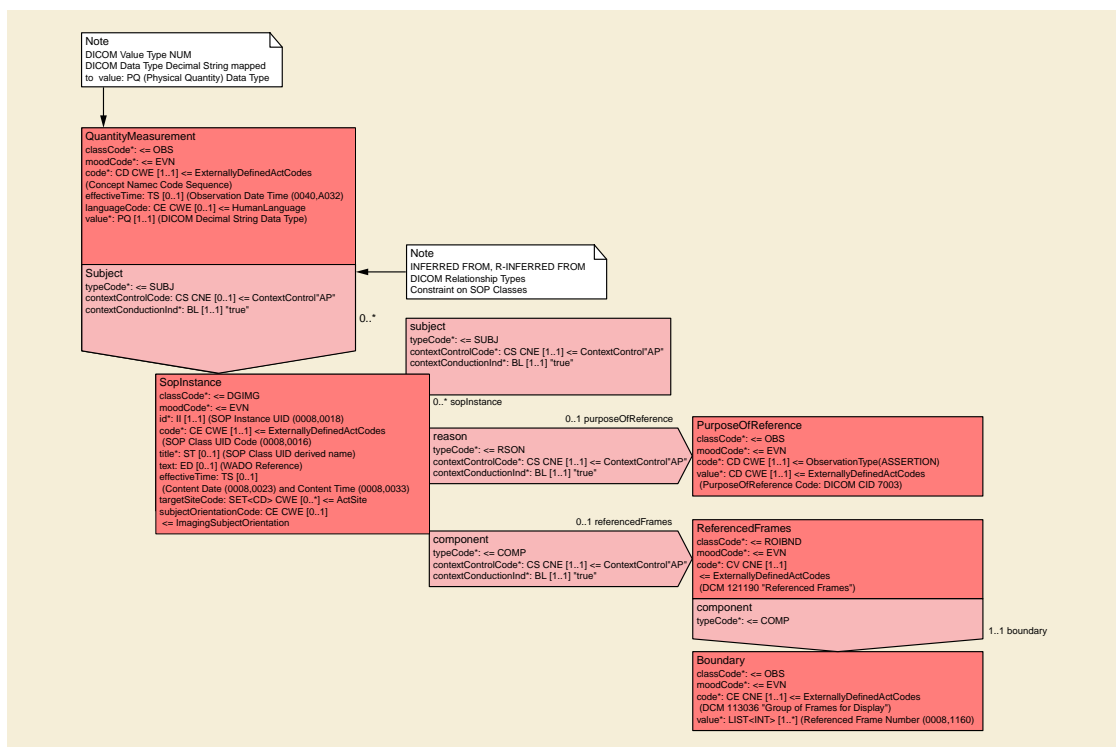 Note
DICOM Value Type NUM
DICOM Data Type Decimal String mapped
to value: PQ (Physical Quantity) Data Type
QuantityMeasurement
classCode*: <= OBS
moodCode*: <= EVN
code*: CD CWE [1..1] <= ExternallyDefinedActCodes
(Concept Namec Code Sequence)
effectiveTime: TS [0..1] (Observation Date Time (0040,A032)
languageCode: CE CWE [0..1] <= HumanLanguage
value*: PQ [1..1] (DICOM Decimal String Data Type)
Subject
typeCode*: <= SUBJ
contextControlCode: CS CNE [0..1] <= ContextControl"AP"
contextConductionInd*: BL [1..1] "true"
0..*
Note
INFERRED FROM, R-INFERRED FROM
DICOM Relationship Types
Constraint on SOP Classes
subject
typeCode*: <= SUBJ
contextControlCode*: CS CNE [1..1] <= ContextControl"AP"
contextConductionInd*: BL [1..1] "true"
0..* sopInstance
SopInstance
classCode*: <= DGIMG
moodCode*: <= EVN
id*: II [1..1] (SOP Instance UID (0008,0018)
code*: CE CWE [1..1] <= ExternallyDefinedActCodes
(SOP Class UID Code (0008,0016)
title*: ST [0..1] (SOP Class UID derived name)
text: ED [0..1] (WADO Reference)
effectiveTime: TS [0..1]
(Content Date (0008,0023) and Content Time (0008,0033)
targetSiteCode: SET<CD> CWE [0..*] <= ActSite
subjectOrientationCode: CE CWE [0..1]
<= ImagingSubjectOrientation
0..1 purposeOfReference
reason
typeCode*: <= RSON
contextControlCode*: CS CNE [1..1] <= ContextControl"AP"
contextConductionInd*: BL [1..1] "true"
PurposeOfReference
classCode*: <= OBS
moodCode*: <= EVN
code*: CD CWE [1..1] <= ObservationType(ASSERTION)
value*: CD CWE [1..1] <= ExternallyDefinedActCodes
(PurposeOfReference Code: DICOM CID 7003)
0..1 referencedFrames
component
typeCode*: <= COMP
contextControlCode*: CS CNE [1..1] <= ContextControl"AP"
contextConductionInd*: BL [1..1] "true"
ReferencedFrames
classCode*: <= ROIBND
moodCode*: <= EVN
code*: CV CNE [1..1]
<= ExternallyDefinedActCodes
(DCM 121190 "Referenced Frames")
component
typeCode*: <= COMP
1..1 boundary
Boundary
classCode*: <= OBS
moodCode*: <= EVN
code*: CE CNE [1..1] <= ExternallyDefinedActCodes
(DCM 113036 "Group of Frames for Display")
value*: LIST<INT> [1..*] (Referenced Frame Number (0008,1160)